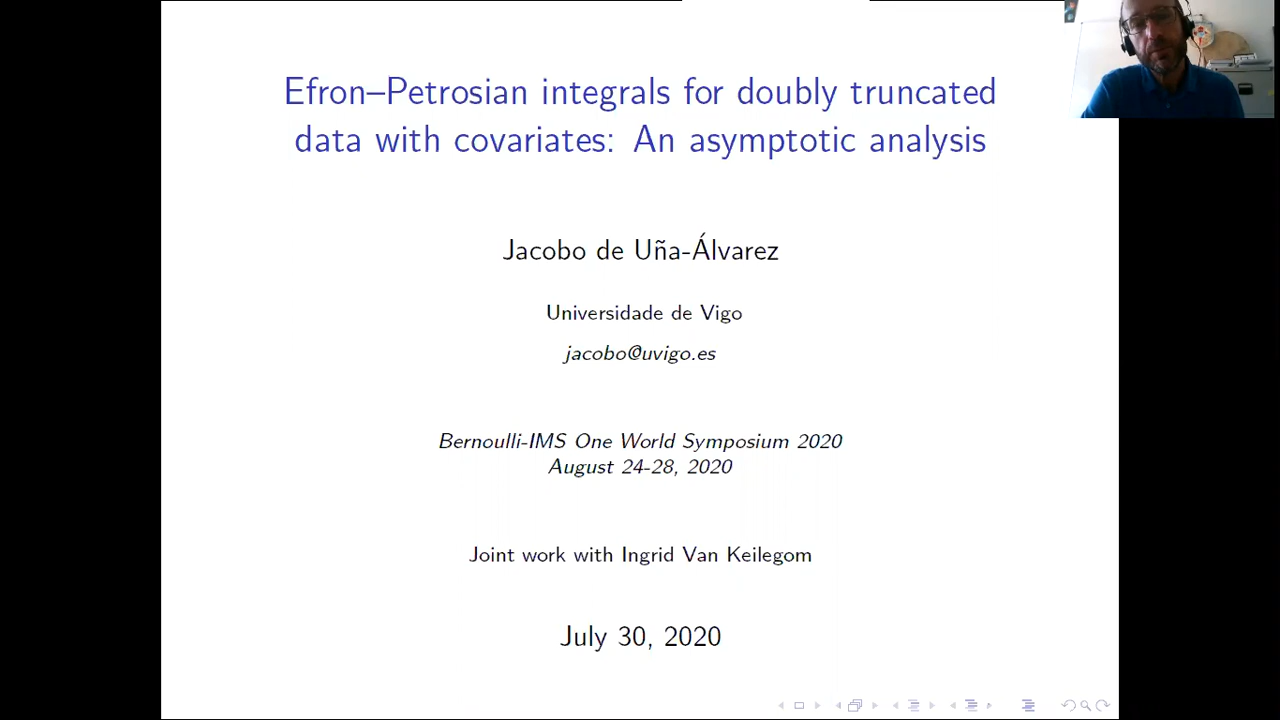 Efron–Petrosian integrals for doubly truncated
data with covariates: An asymptotic analysis
Jacobo de Uña-Álvarez
Universidade de Vigo
jacobo@uvigo.es
Bernoulli-IMS One World Symposium 2020
August 24-28, 2020
Joint work with Ingrid Van Keilegom
July 30, 2020